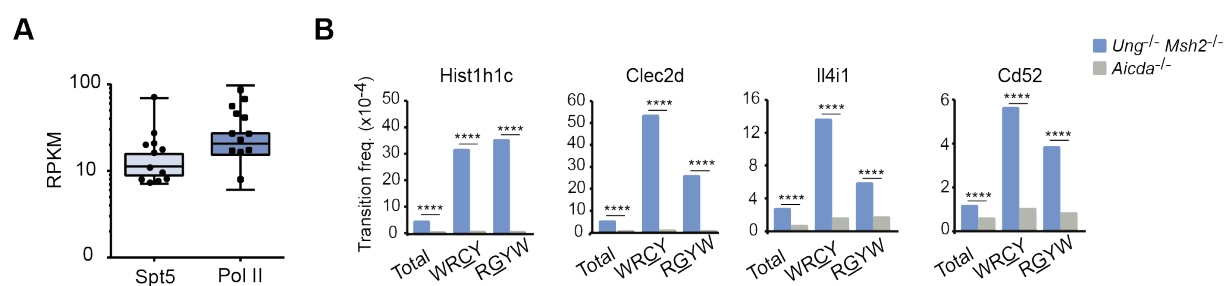 A
B
Ung-/- Msh2-/-
Aicda-/-
RPKM
100
10
0
Spt5
Pol II
Transition freq. (x10-4)
Hist1h1c
50
40
30
20
10
0
****
****
****
Total
WRCY
RGYW
Clec2d
60
50
40
30
20
10
0
****
****
****
Total
WRCY
RGYW
Il4i1
16
12
8
4
0
****
****
****
Total
WRCY
RGYW
Cd52
6
4
2
0
****
****
****
Total
WRCY
RGYW